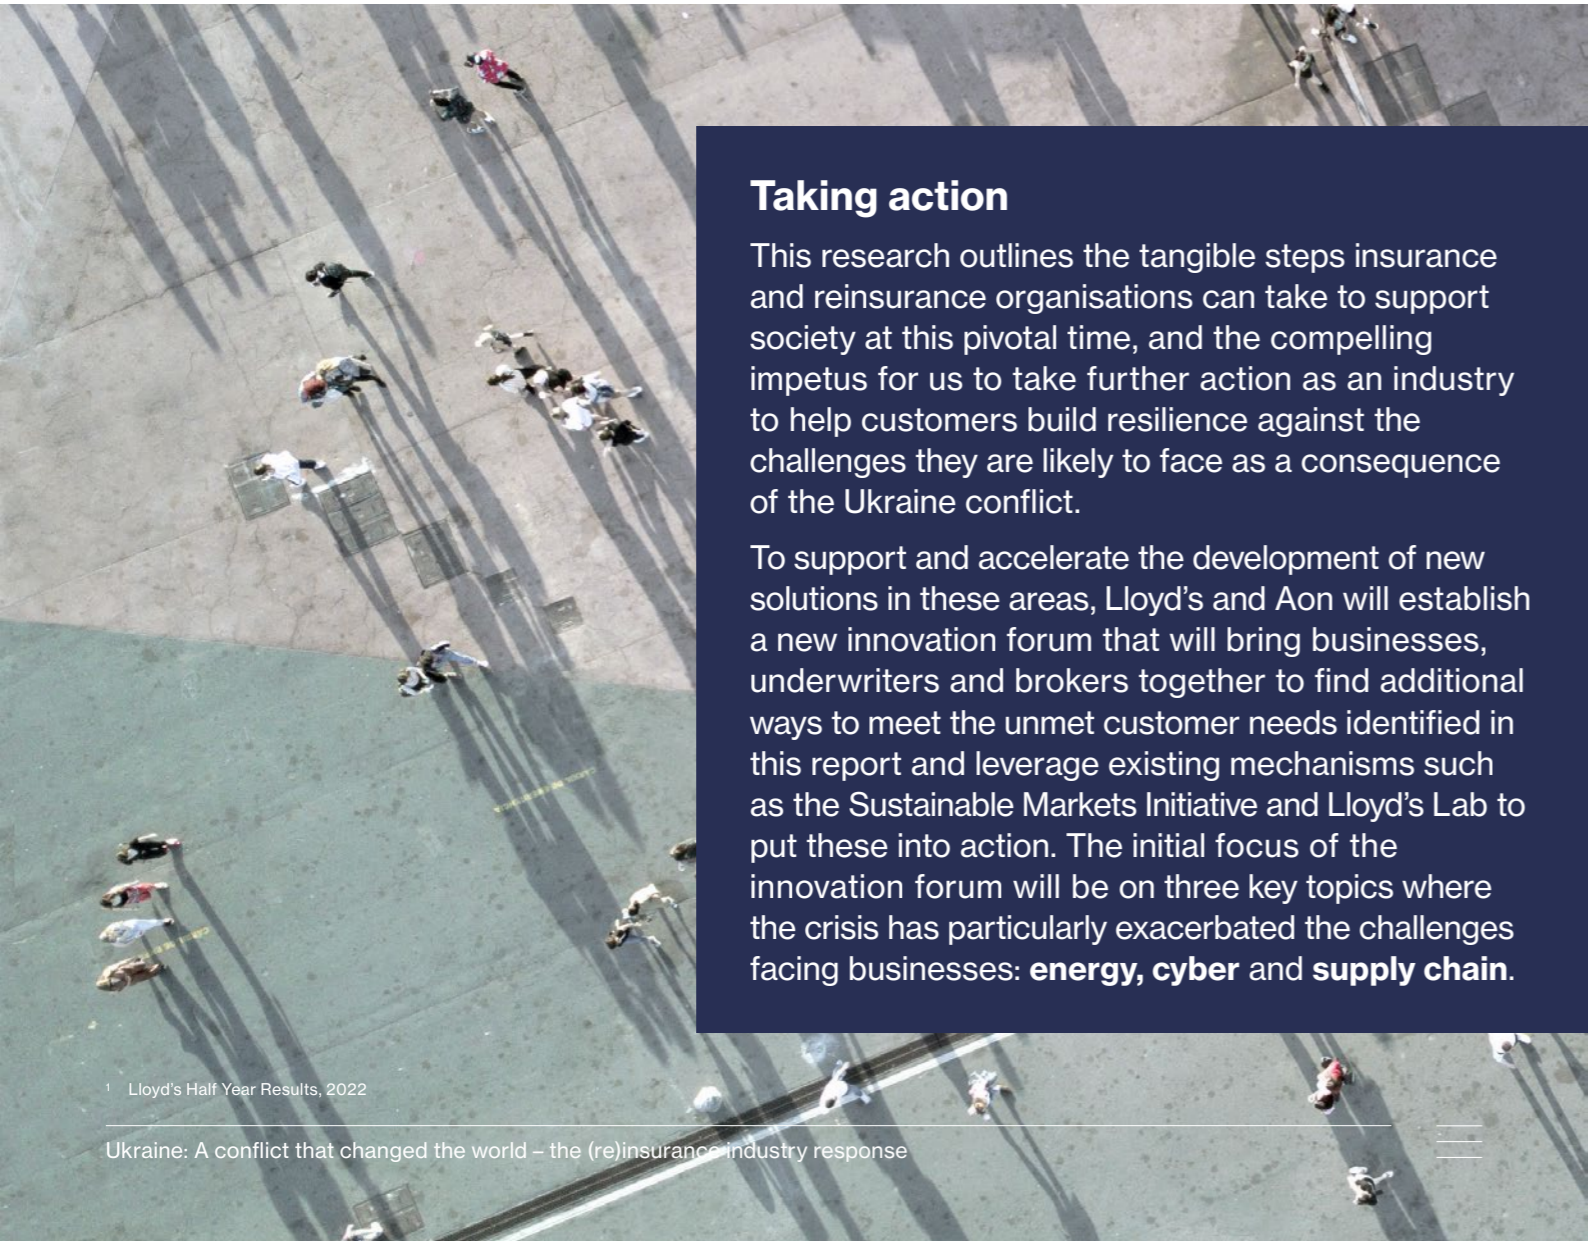 Taking action
This research outlines the tangible steps insurance
and reinsurance organisations can take to support
society at this pivotal time, and the compelling
impetus for us to take further action as an industry
to help customers build resilience against the
challenges they are likely to face as a consequence
of the Ukraine conflict.
To support and accelerate the development of new
solutions in these areas, Lloyd’s and Aon will establish
a new innovation forum that will bring businesses,
underwriters and brokers together to find additional
ways to meet the unmet customer needs identified in
this report and leverage existing mechanisms such
as the Sustainable Markets Initiative and Lloyd’s Lab to
put these into action. The initial focus of the
innovation forum will be on three key topics where
the crisis has particularly exacerbated the challenges
facing businesses: energy, cyber and supply chain.
1 Lloyd’s Half Year Results, 2022
Ukraine: A conflict that changed the world – the (re)insurance industry response